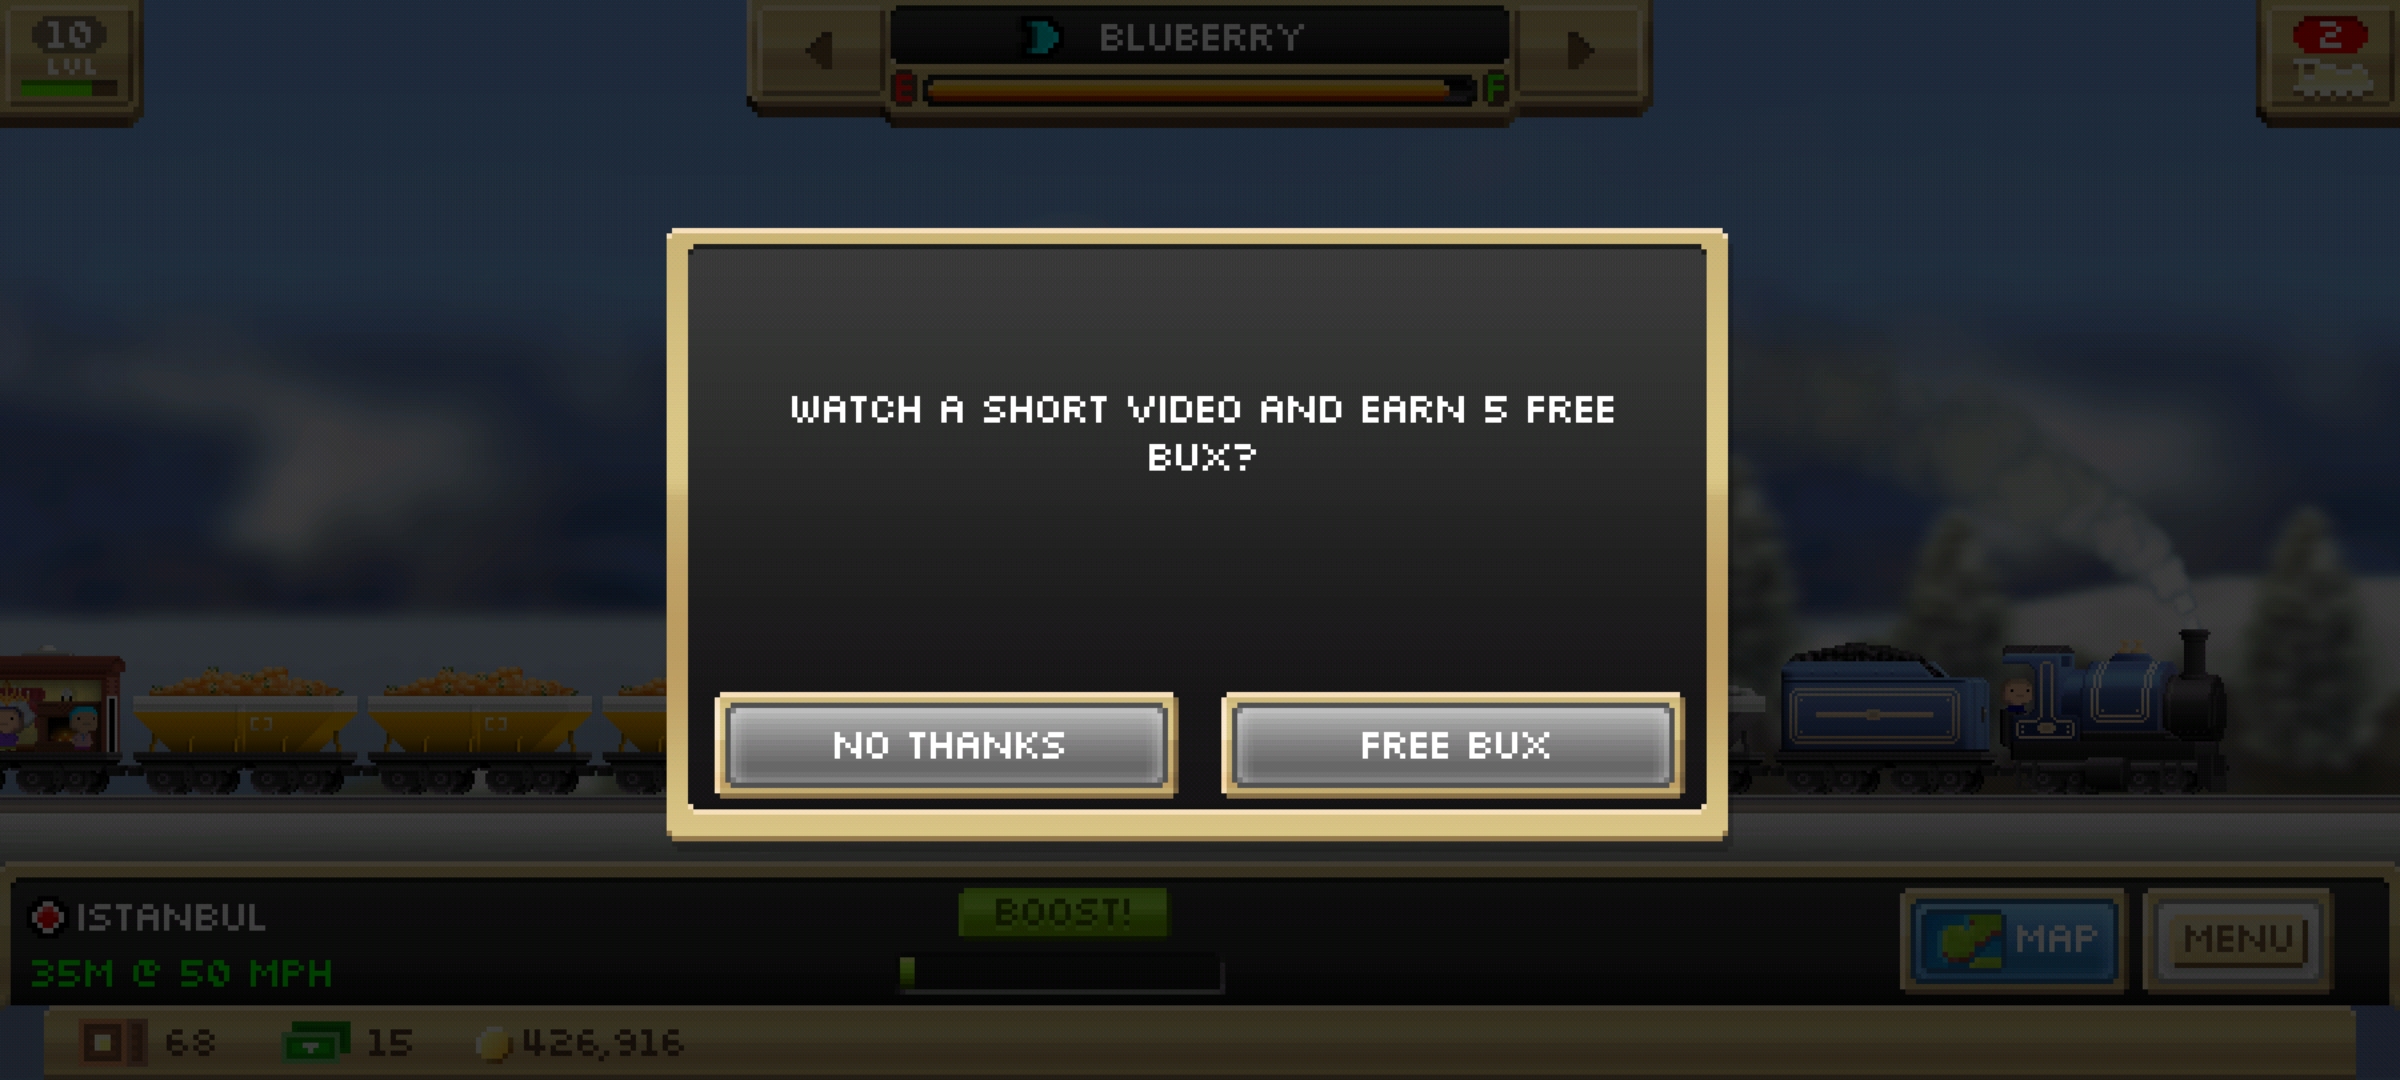 10
LVL
BLUBERRY
E
F
2
WATCH A SHORT VIDEO AND EARN 5 FREE
BUX?
NO THANKS
FREE BUX
ISTANBUL
35M @ 50 MPH
BOOST!
MAP
MENU
68
15
426,916